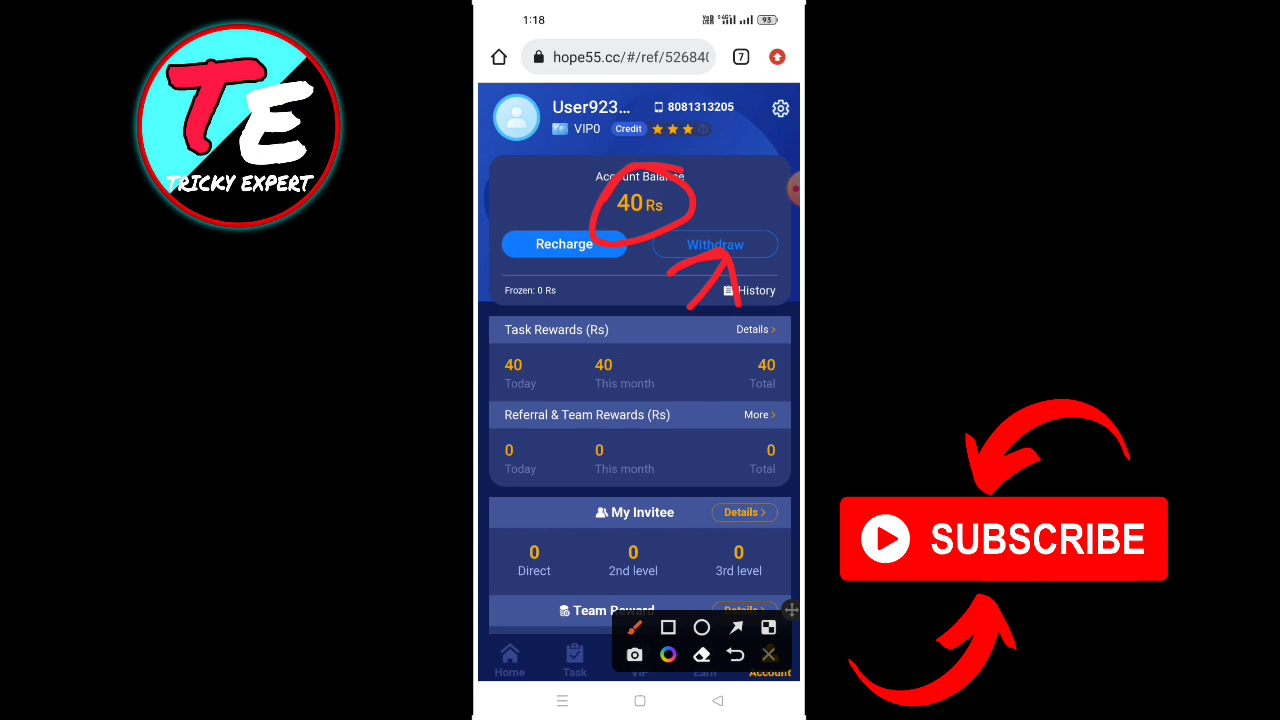 TE
TRICKY EXPERT
1:18
93
hope55.cc/#/ref/52684
7
User923...
8081313205
VIP0
Credit
Account Balance
40 Rs
Recharge
Withdraw
Frozen: 0 Rs
History
Task Rewards (Rs)
Details >
40
40
40
Today
This month
Total
Referral & Team Rewards (Rs)
More >
0
0
0
Today
This month
Total
My Invitee
Details >
0
0
0
Direct
2nd level
3rd level
Team Reward
Details >
Home
Task
VIP
Earn
Account
SUBSCRIBE